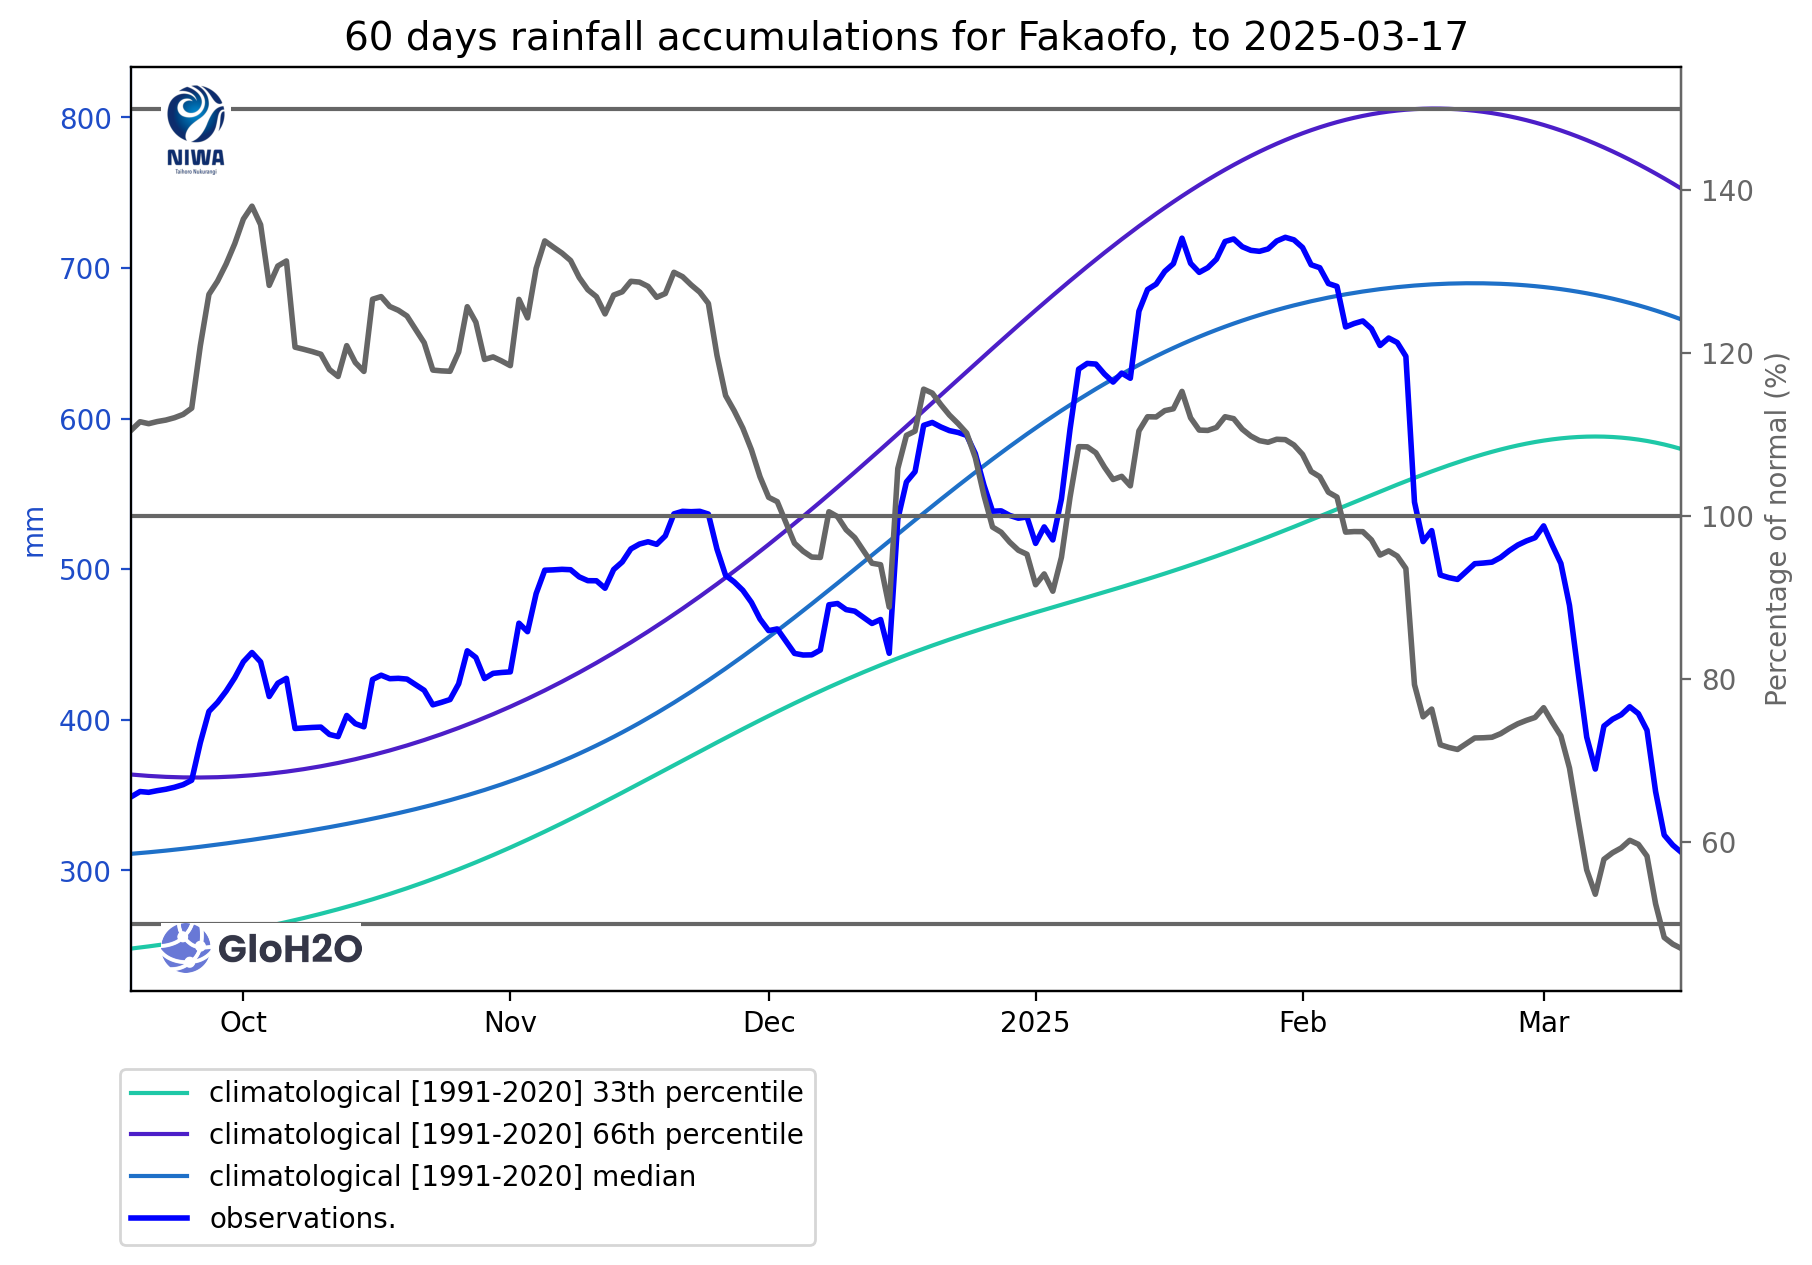 60 days rainfall accumulations for Fakaofo, to 2025-03-17
NIWA
Taihoro Nukurangi
800
700
600
500
400
300
mm
140
120
100
80
60
Percentage of normal (%)
GloH2O
Oct
Nov
Dec
2025
Feb
Mar
climatological [1991-2020] 33th percentile
climatological [1991-2020] 66th percentile
climatological [1991-2020] median
observations.